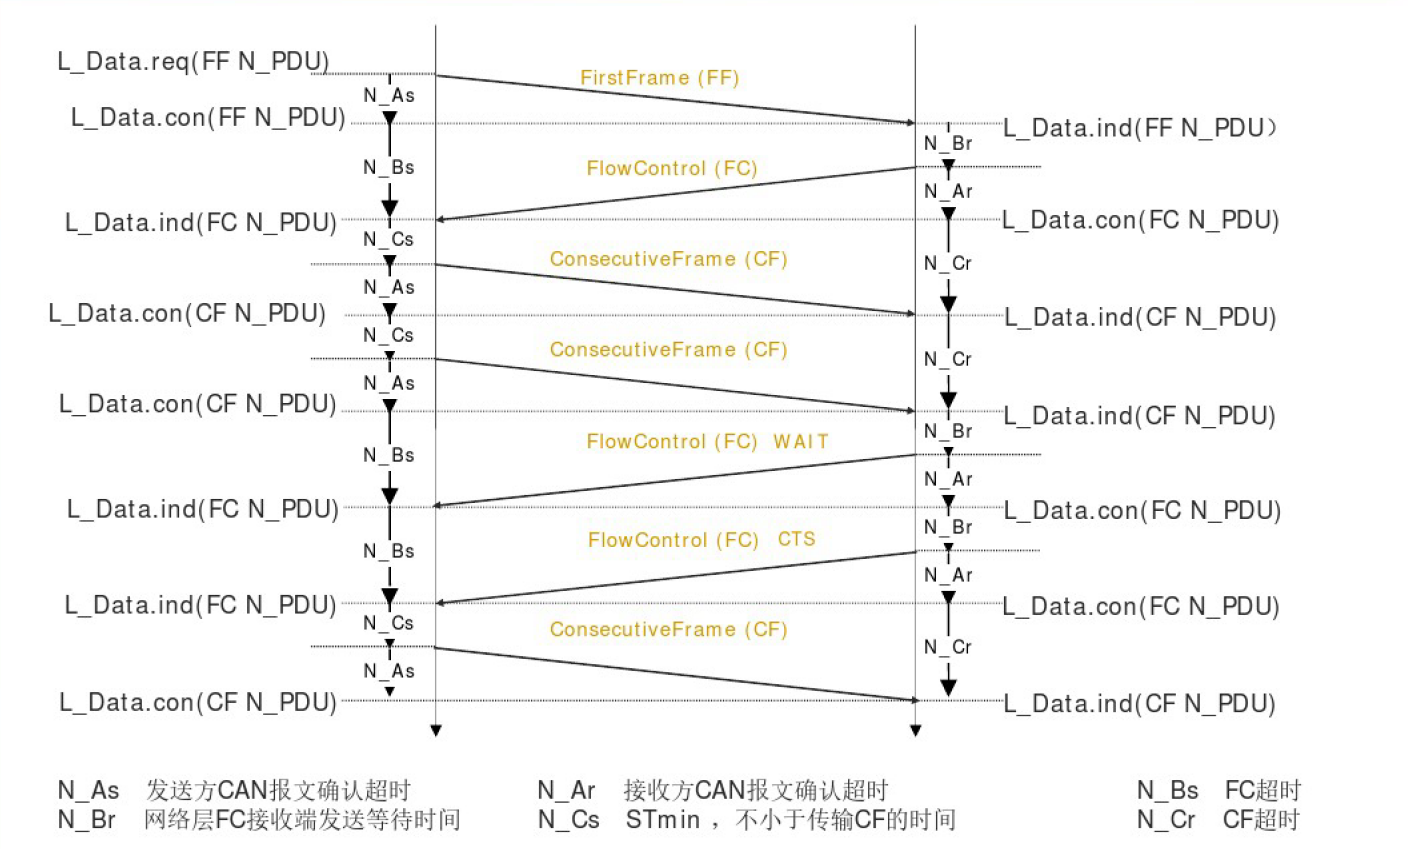 L_Data.req(FF N_PDU)
FirstFrame (FF)
N_As
L_Data.con(FF N_PDU)
L_Data.ind(FF N_PDU）
N_Br
N_Bs
FlowControl (FC)
N_Ar
L_Data.ind(FC N_PDU)
L_Data.con(FC N_PDU)
N_Cs
ConsecutiveFrame (CF)
N_Cr
N_As
L_Data.con(CF N_PDU)
L_Data.ind(CF N_PDU)
N_Cs
ConsecutiveFrame (CF)
N_Cr
N_As
L_Data.con(CF N_PDU)
L_Data.ind(CF N_PDU)
N_Br
FlowControl (FC) WAIT
N_Bs
N_Ar
L_Data.ind(FC N_PDU)
L_Data.con(FC N_PDU)
N_Br
FlowControl (FC) CTS
N_Bs
N_Ar
L_Data.ind(FC N_PDU)
L_Data.con(FC N_PDU)
N_Cs
ConsecutiveFrame (CF)
N_Cr
N_As
L_Data.con(CF N_PDU)
L_Data.ind(CF N_PDU)
N_As 发送方CAN报文确认超时 N_Ar 接收方CAN报文确认超时 N_Bs FC超时
N_Br 网络层FC接收端发送等待时间 N_Cs STmin ，不小于传输CF的时间 N_Cr CF超时